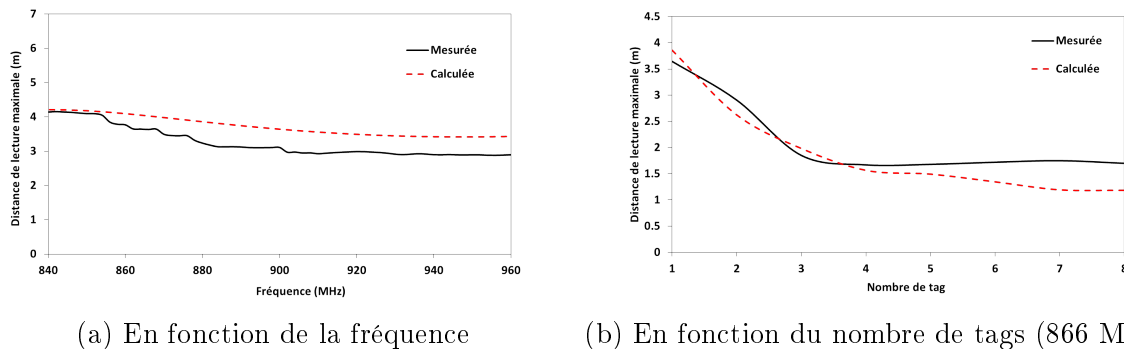 7
6
5
4
3
2
1
0
Distance de lecture maximale (m)
Mesurée
Calculée
840 860 880 900 920 940 960
Fréquence (MHz)
(a) En fonction de la fréquence
4.5
4
3.5
3
2.5
2
1.5
1
0.5
0
Distance de lecture maximale (m)
Mesurée
Calculée
1 2 3 4 5 6 7 8
Nombre de tag
(b) En fonction du nombre de tags (866 M